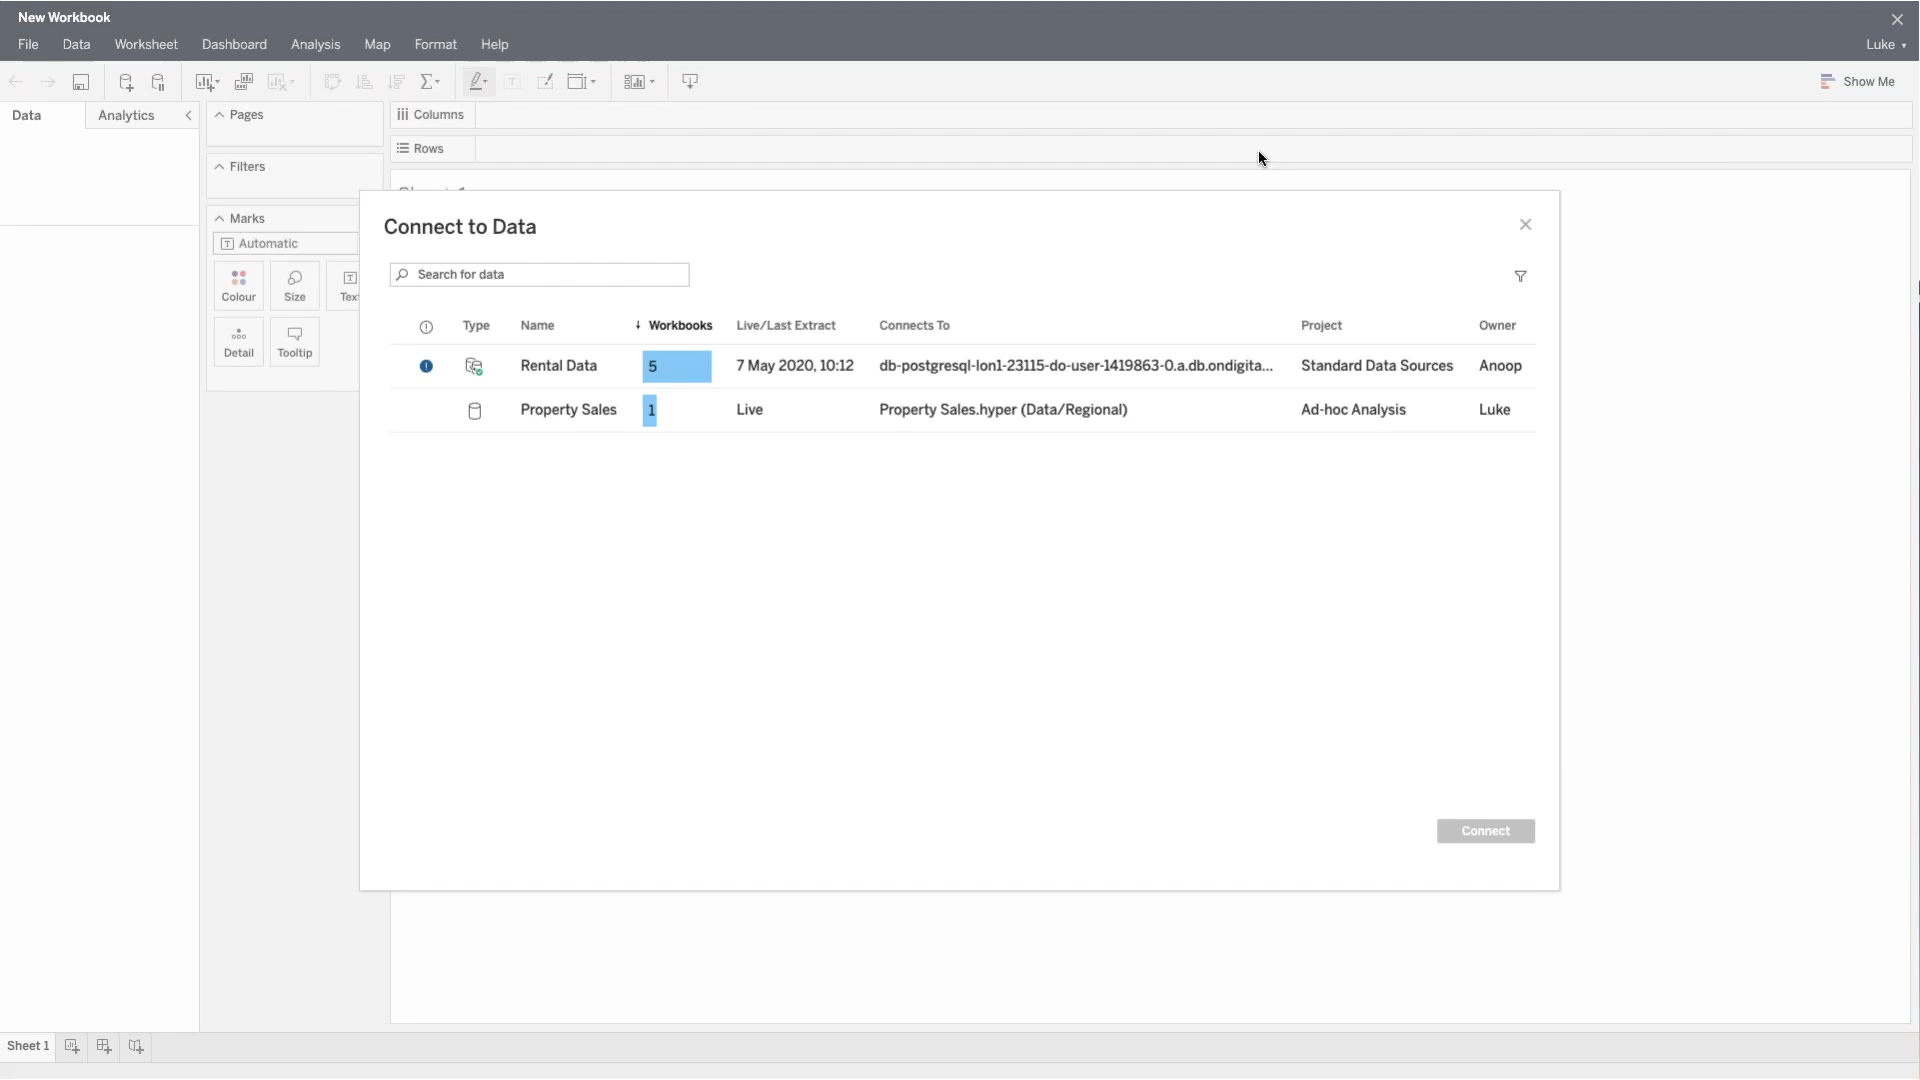 New Workbook
File Data Worksheet Dashboard Analysis Map Format Help
Luke
Show Me
Data Analytics
Pages
Columns
Rows
Filters
Marks
Automatic
Colour Size
Detail Tooltip
Connect to Data
Search for data
Type Name Workbooks Live/Last Extract Connects To Project Owner
Rental Data 5 7 May 2020, 10:12 db-postgresql-lon1-23115-do-user-1419863-0.a.db.ondigita... Standard Data Sources Anoop
Property Sales 1 Live Property Sales.hyper (Data/Regional) Ad-hoc Analysis Luke
Connect
Sheet 1